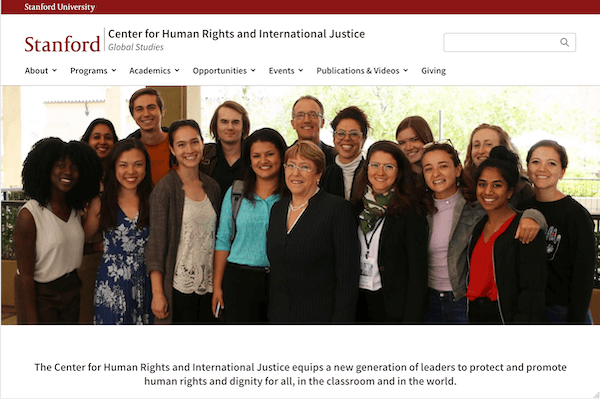 Stanford University
Stanford
Center for Human Rights and International Justice
Global Studies
About Programs Academics Opportunities Events Publications & Videos Giving
The Center for Human Rights and International Justice equips a new generation of leaders to protect and promote
human rights and dignity for all, in the classroom and in the world.